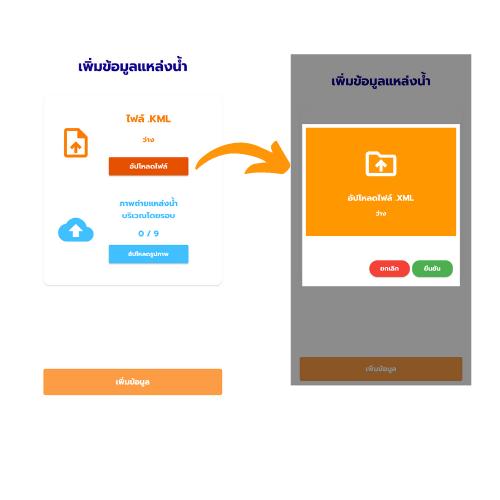 เพิ่มข้อมูลแหล่งน้ำ
ไฟล์ .KML
ว่าง
อัปโหลดไฟล์
ภาพถ่ายแหล่งน้ำ
บริเวณโดยรอบ
0 / 9
อัปโหลดรูปภาพ
เพิ่มข้อมูล
เพิ่มข้อมูลแหล่งน้ำ
อัปโหลดไฟล์ .XML
ว่าง
ยกเลิก
ยืนยัน
เพิ่มข้อมูล